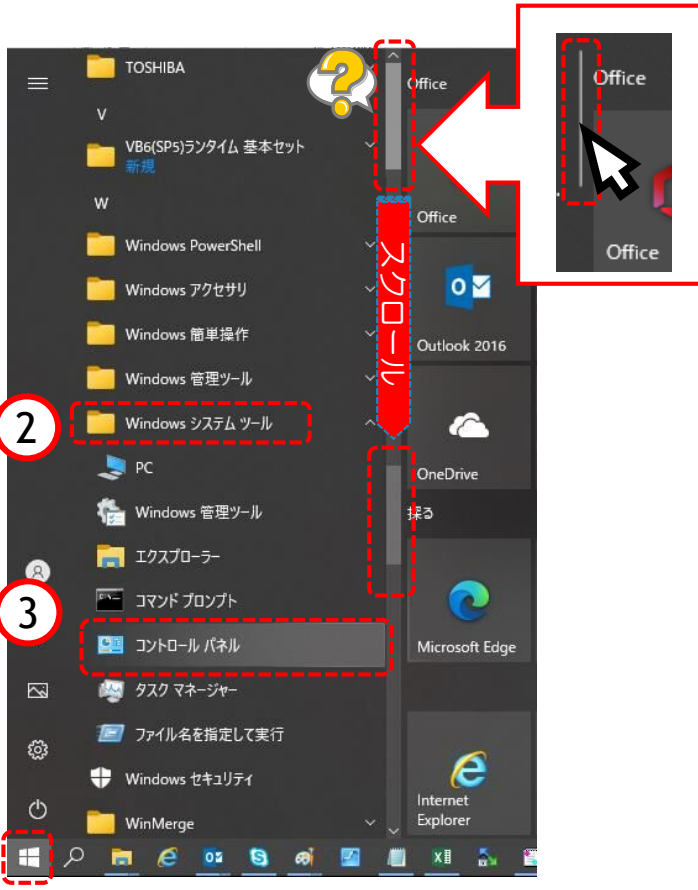 TOSHIBA
V
VB6(SP5)ランタイム 基本セット
新規
W
Windows PowerShell
Windows アクセサリ
Windows 簡単操作
Windows 管理ツール
2
Windows システム ツール
PC
Windows 管理ツール
エクスプローラー
3
コマンド プロンプト
コントロール パネル
タスク マネージャー
ファイル名を指定して実行
Windows セキュリティ
WinMerge
?
スクロール
Office
Office
Outlook 2016
OneDrive
探る
Microsoft Edge
Internet
Explorer
Office
Office